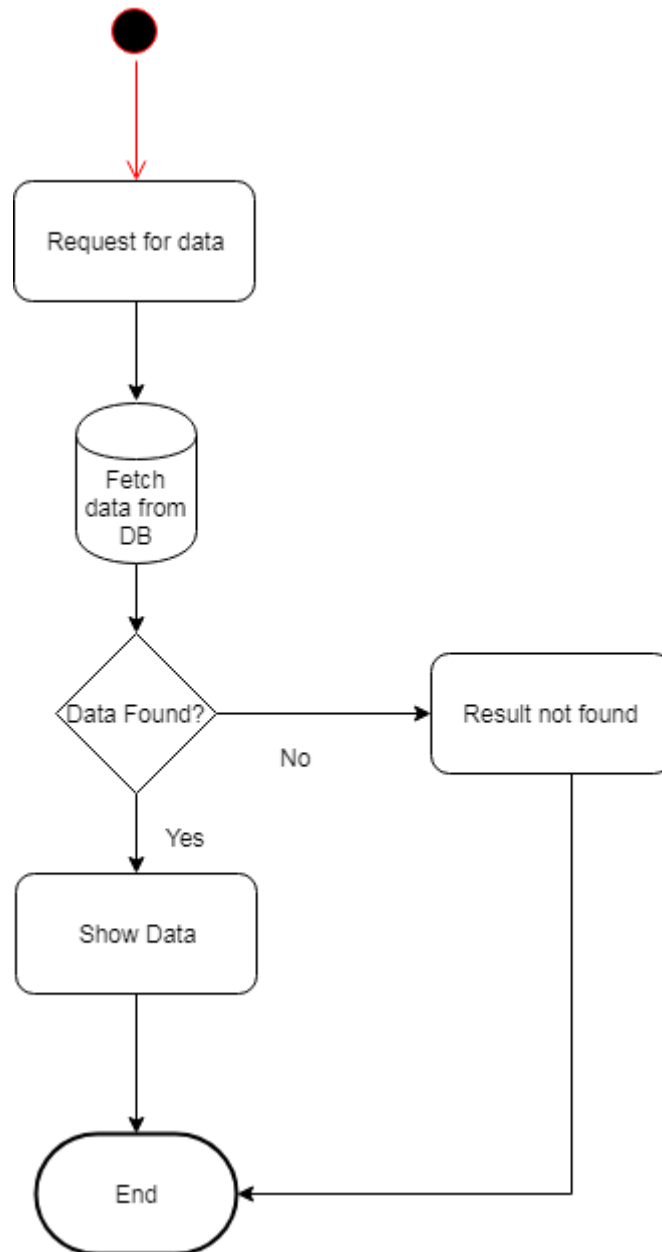 Request for data
Fetch
data from
DB
Data Found?
Result not found
No
Yes
Show Data
End